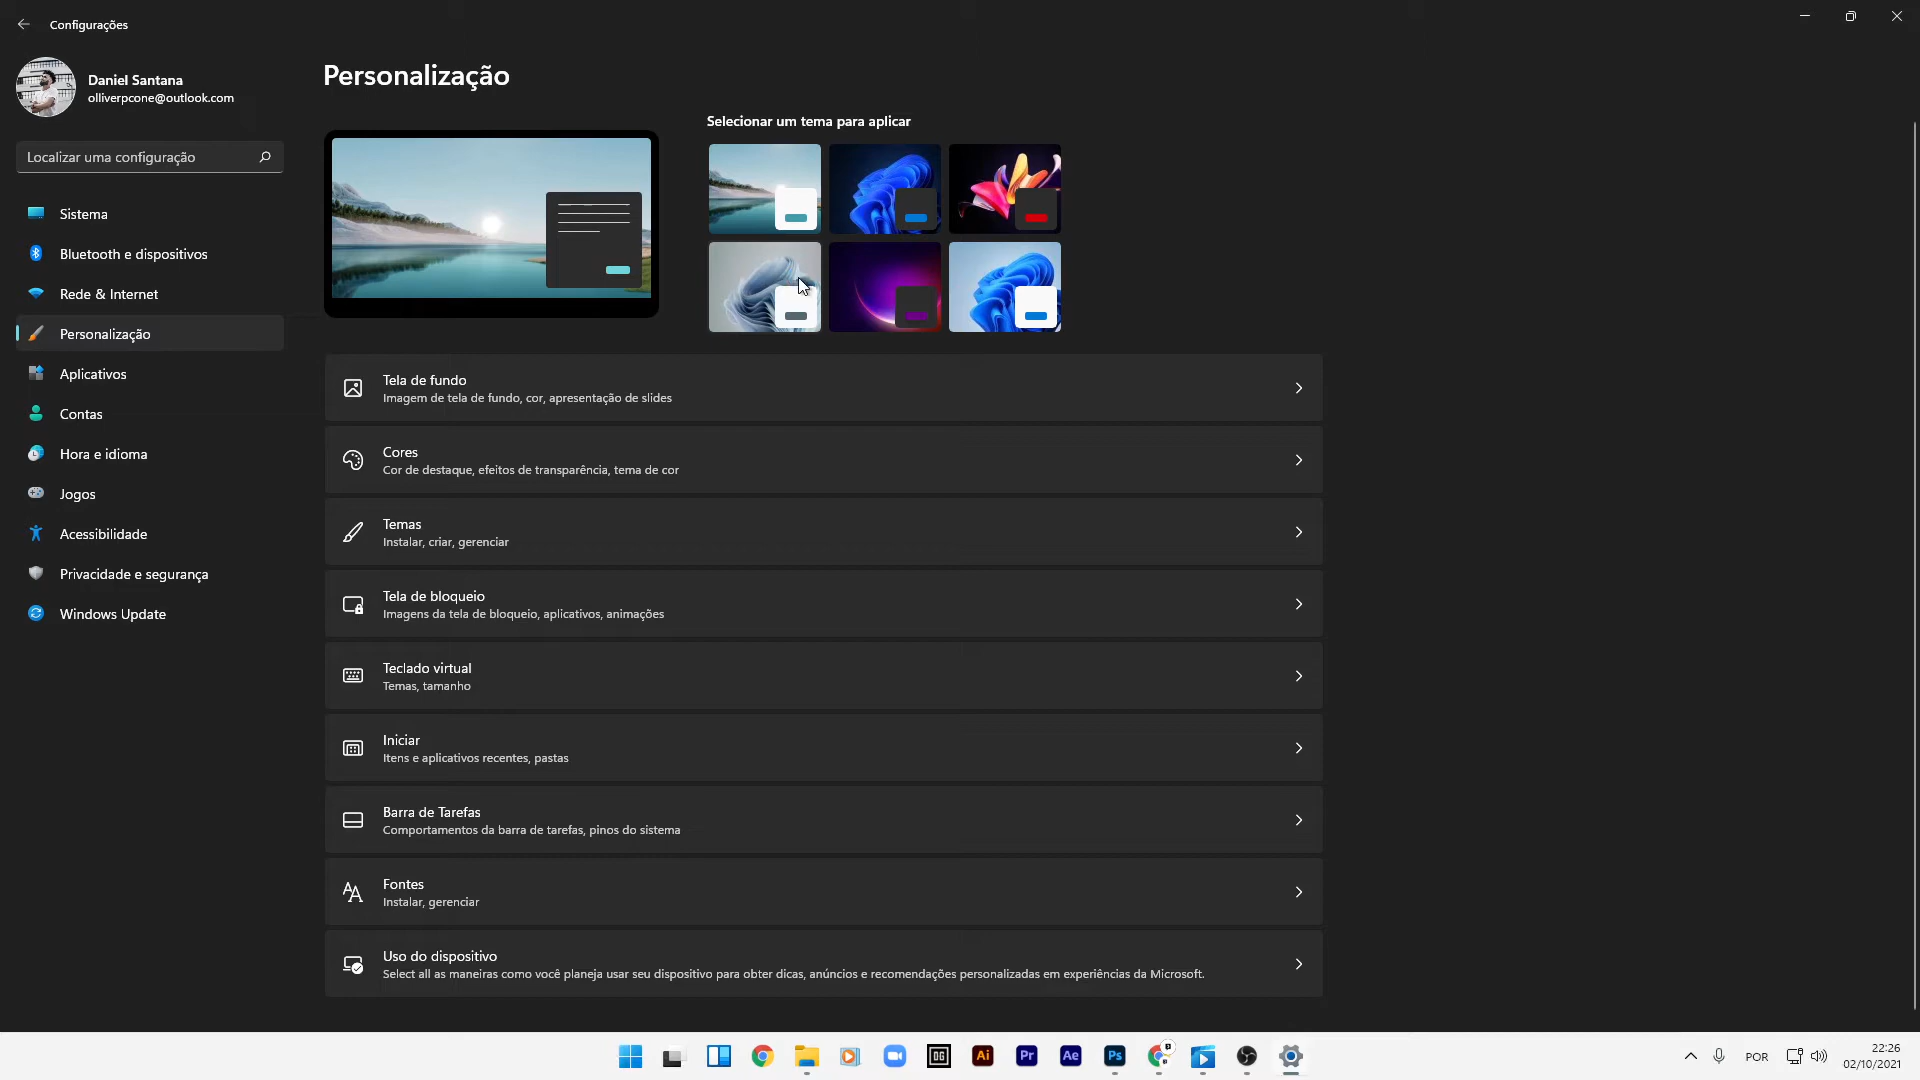 Configurações
Daniel Santana
olliverpcone@outlook.com
Localizar uma configuração
Sistema
Bluetooth e dispositivos
Rede & Internet
Personalização
Aplicativos
Contas
Hora e idioma
Jogos
Acessibilidade
Privacidade e segurança
Windows Update
Personalização
Selecionar um tema para aplicar
Tela de fundo
Imagem de tela de fundo, cor, apresentação de slides
Cores
Cor de destaque, efeitos de transparência, tema de cor
Temas
Instalar, criar, gerenciar
Tela de bloqueio
Imagens da tela de bloqueio, aplicativos, animações
Teclado virtual
Temas, tamanho
Iniciar
Itens e aplicativos recentes, pastas
Barra de Tarefas
Comportamentos da barra de tarefas, pinos do sistema
Fontes
Instalar, gerenciar
Uso do dispositivo
Select all as maneiras como você planeja usar seu dispositivo para obter dicas, anúncios e recomendações personalizadas em experiências da Microsoft.
DG
Ai
Pr
Ae
Ps
POR
22:26
02/10/2021